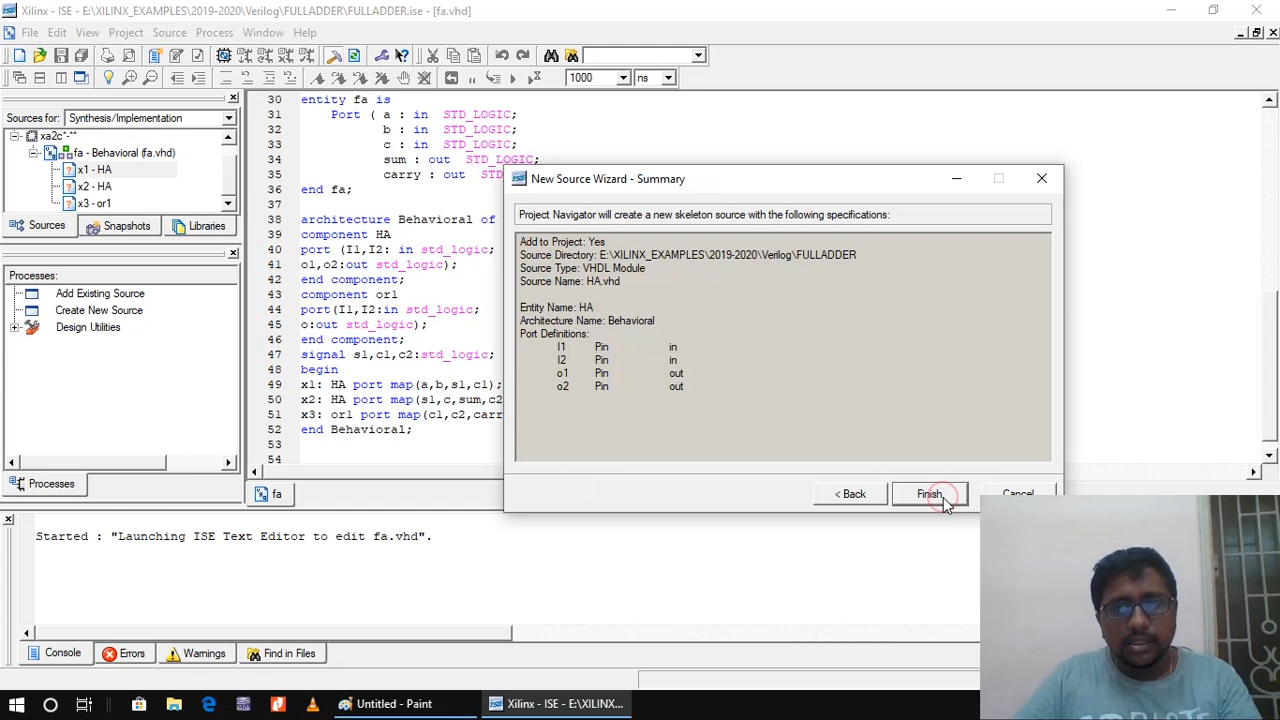 Xilinx - ISE - E:\XILINX_EXAMPLES\2019-2020\Verilog\FULLADDER\FULLADDER.ise - [fa.vhd]
File Edit View Project Source Process Window Help
1000 ns
Sources for: Synthesis/Implementation
xa2c*-**
fa - Behavioral (fa.vhd)
x1 - HA
x2 - HA
x3 - or1
Sources Snapshots Libraries
Processes:
Add Existing Source
Create New Source
Design Utilities
Processes
30 entity fa is
31 Port ( a : in STD_LOGIC;
32 b : in STD_LOGIC;
33 c : in STD_LOGIC;
34 sum : out STD_LOGIC;
35 carry : out STD
36 end fa;
37
38 architecture Behavioral of
39 component HA
40 port (I1,I2: in std_logic;
41 o1,o2:out std_logic);
42 end component;
43 component or1
44 port(I1,I2:in std_logic;
45 o:out std_logic);
46 end component;
47 signal s1,c1,c2:std_logic;
48 begin
49 x1: HA port map(a,b,s1,c1);
50 x2: HA port map(s1,c,sum,c2
51 x3: or1 port map(c1,c2,carr
52 end Behavioral;
53
54
fa
New Source Wizard - Summary
Project Navigator will create a new skeleton source with the following specifications:
Add to Project: Yes
Source Directory: E:\XILINX_EXAMPLES\2019-2020\Verilog\FULLADDER
Source Type: VHDL Module
Source Name: HA.vhd
Entity Name: HA
Architecture Name: Behavioral
Port Definitions:
I1 Pin in
I2 Pin in
o1 Pin out
o2 Pin out
< Back Finish Cancel
Started : "Launching ISE Text Editor to edit fa.vhd".
Console Errors Warnings Find in Files
Untitled - Paint Xilinx - ISE - E:\XILINX...